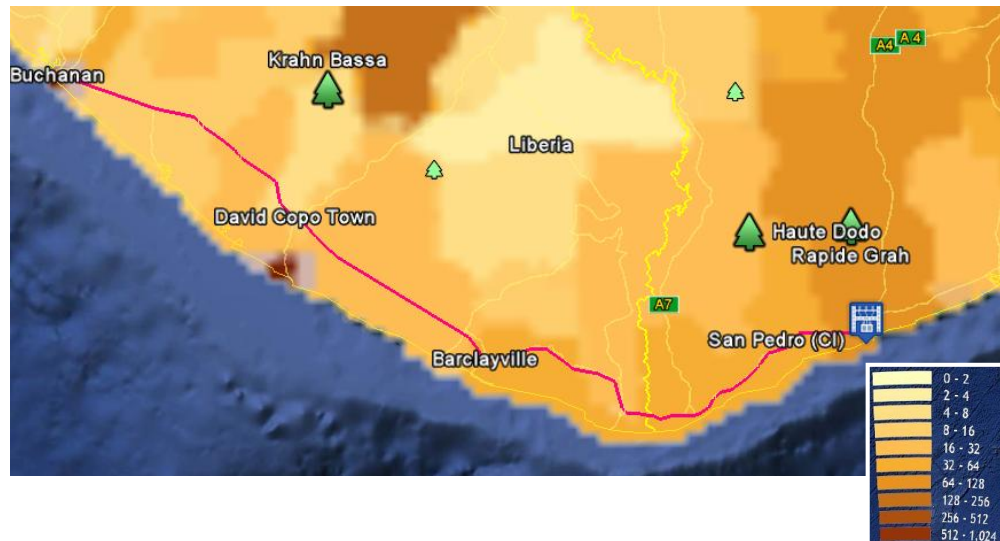 A4 A 4
Krahn Bassa
Buchanan
Liberia
David Copo Town
Haute Dodo
Rapide Grah
A7
San Pedro (CI)
Barclayville
0 - 2
2 - 4
4 - 8
8 - 16
16 - 32
32 - 64
64 - 128
128 - 256
256 - 512
512 - 1,024